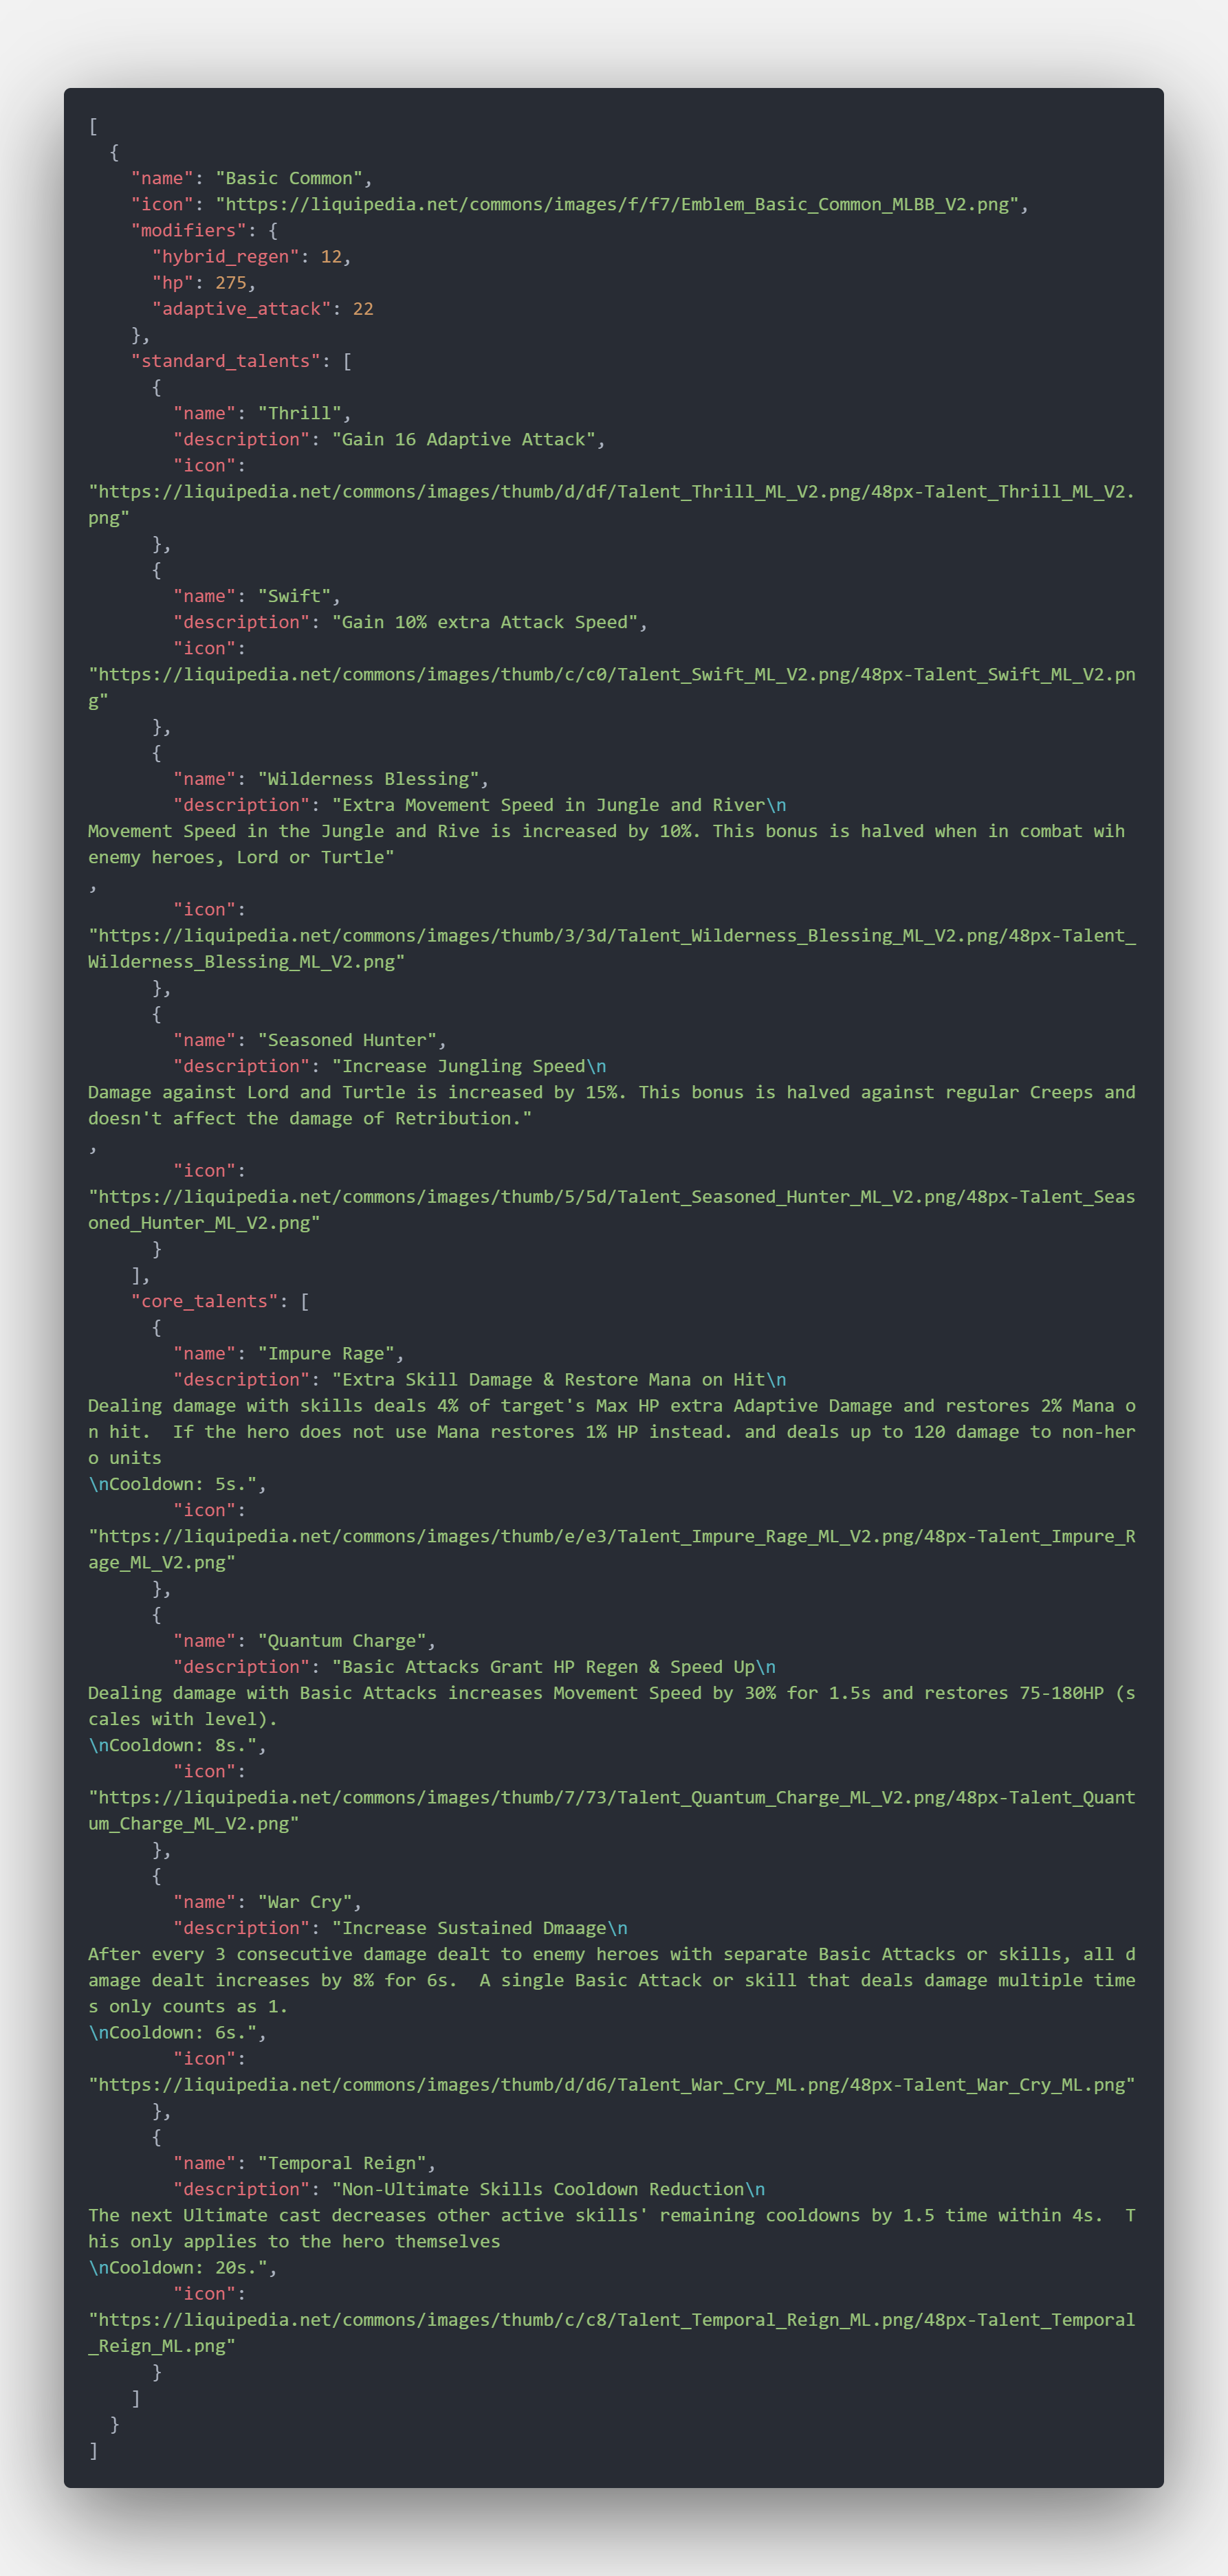 [
  {
    "name": "Basic Common",
    "icon": "https://liquipedia.net/commons/images/f/f7/Emblem_Basic_Common_MLBB_V2.png",
    "modifiers": {
      "hybrid_regen": 12,
      "hp": 275,
      "adaptive_attack": 22
    },
    "standard_talents": [
      {
        "name": "Thrill",
        "description": "Gain 16 Adaptive Attack",
        "icon":
"https://liquipedia.net/commons/images/thumb/d/df/Talent_Thrill_ML_V2.png/48px-Talent_Thrill_ML_V2.
png"
      },
      {
        "name": "Swift",
        "description": "Gain 10% extra Attack Speed",
        "icon":
"https://liquipedia.net/commons/images/thumb/c/c0/Talent_Swift_ML_V2.png/48px-Talent_Swift_ML_V2.pn
g"
      },
      {
        "name": "Wilderness Blessing",
        "description": "Extra Movement Speed in Jungle and River\n
Movement Speed in the Jungle and Rive is increased by 10%. This bonus is halved when in combat wih
enemy heroes, Lord or Turtle"
,
        "icon":
"https://liquipedia.net/commons/images/thumb/3/3d/Talent_Wilderness_Blessing_ML_V2.png/48px-Talent_
Wilderness_Blessing_ML_V2.png"
      },
      {
        "name": "Seasoned Hunter",
        "description": "Increase Jungling Speed\n
Damage against Lord and Turtle is increased by 15%. This bonus is halved against regular Creeps and
doesn't affect the damage of Retribution."
,
        "icon":
"https://liquipedia.net/commons/images/thumb/5/5d/Talent_Seasoned_Hunter_ML_V2.png/48px-Talent_Seas
oned_Hunter_ML_V2.png"
      }
    ],
    "core_talents": [
      {
        "name": "Impure Rage",
        "description": "Extra Skill Damage & Restore Mana on Hit\n
Dealing damage with skills deals 4% of target's Max HP extra Adaptive Damage and restores 2% Mana o
n hit.  If the hero does not use Mana restores 1% HP instead. and deals up to 120 damage to non-her
o units
\nCooldown: 5s.",
        "icon":
"https://liquipedia.net/commons/images/thumb/e/e3/Talent_Impure_Rage_ML_V2.png/48px-Talent_Impure_R
age_ML_V2.png"
      },
      {
        "name": "Quantum Charge",
        "description": "Basic Attacks Grant HP Regen & Speed Up\n
Dealing damage with Basic Attacks increases Movement Speed by 30% for 1.5s and restores 75-180HP (s
cales with level).
\nCooldown: 8s.",
        "icon":
"https://liquipedia.net/commons/images/thumb/7/73/Talent_Quantum_Charge_ML_V2.png/48px-Talent_Quant
um_Charge_ML_V2.png"
      },
      {
        "name": "War Cry",
        "description": "Increase Sustained Dmaage\n
After every 3 consecutive damage dealt to enemy heroes with separate Basic Attacks or skills, all d
amage dealt increases by 8% for 6s.  A single Basic Attack or skill that deals damage multiple time
s only counts as 1.
\nCooldown: 6s.",
        "icon":
"https://liquipedia.net/commons/images/thumb/d/d6/Talent_War_Cry_ML.png/48px-Talent_War_Cry_ML.png"
      },
      {
        "name": "Temporal Reign",
        "description": "Non-Ultimate Skills Cooldown Reduction\n
The next Ultimate cast decreases other active skills' remaining cooldowns by 1.5 time within 4s.  T
his only applies to the hero themselves
\nCooldown: 20s.",
        "icon":
"https://liquipedia.net/commons/images/thumb/c/c8/Talent_Temporal_Reign_ML.png/48px-Talent_Temporal
_Reign_ML.png"
      }
    ]
  }
]